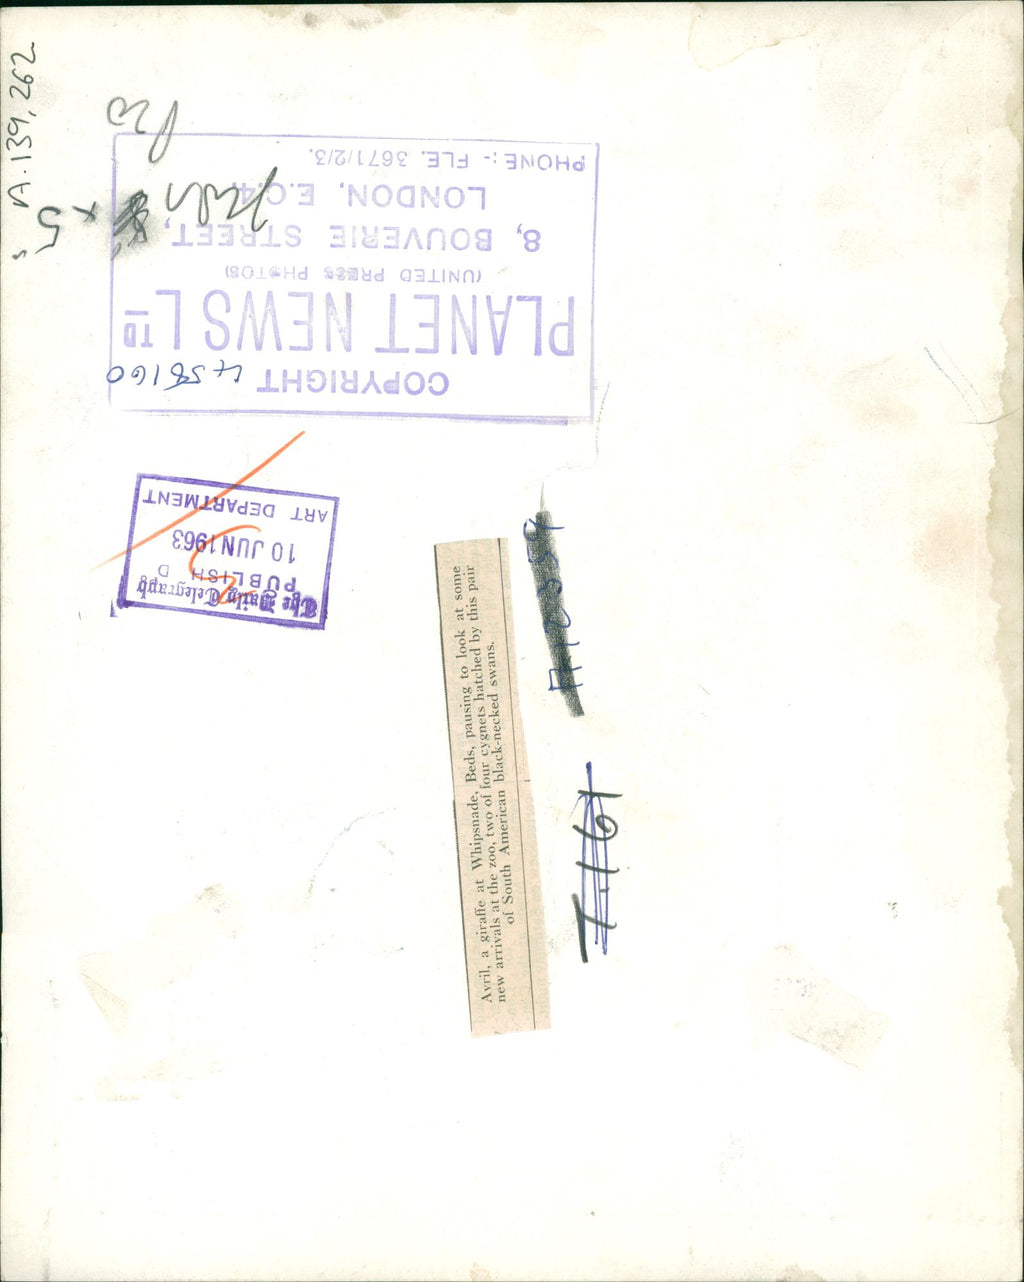 A.139,262
5" x
COPYRIGHT 458160
PLANET NEWS LTD
(UNITED PRESS PHOTOS)
8, BOUVERIE STREET,
LONDON, E.C.4.
PHONE:- FLE. 3671/2/3.
The Daily Telegraph
PUBLISHED
10 JUN 1963
ART DEPARTMENT
Avril, a giraffe at Whipsnade, Beds, pausing to look at some
new arrivals at the zoo, two of four cygnets hatched by this pair
of South American black-necked swans.
T.161